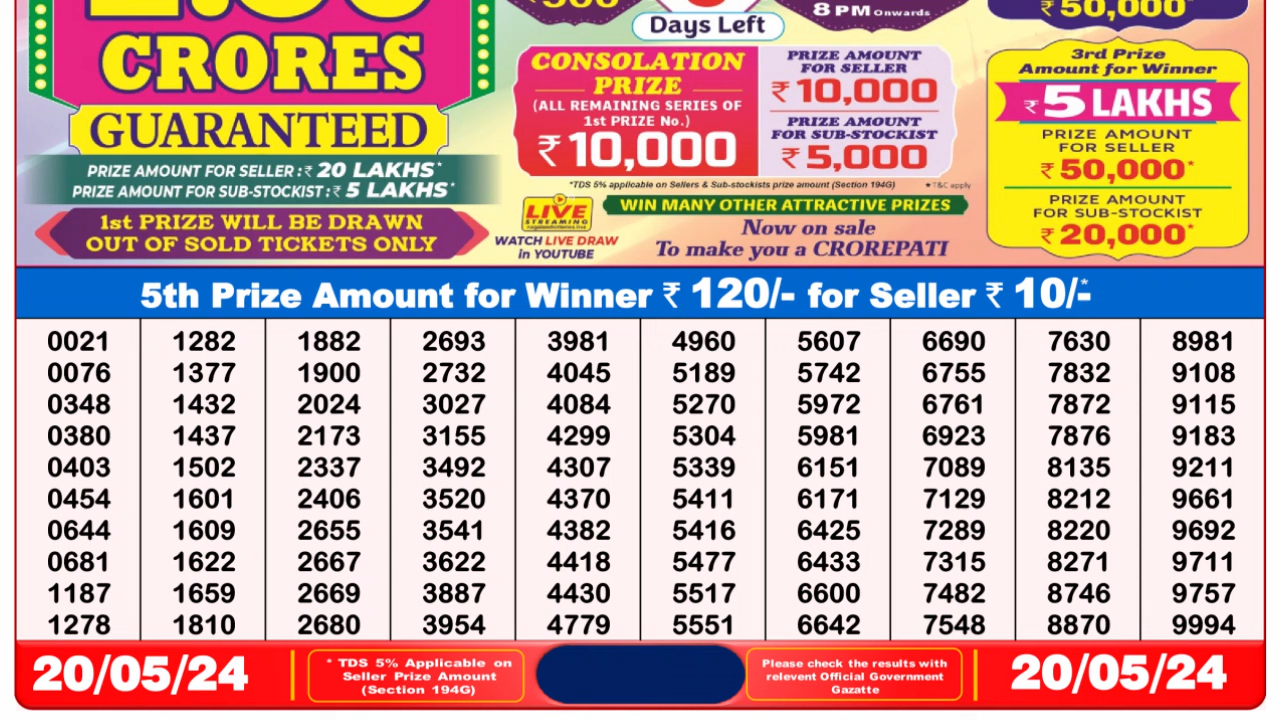 CRORES
GUARANTEED
PRIZE AMOUNT FOR SELLER :₹ 20 LAKHS*
PRIZE AMOUNT FOR SUB-STOCKIST :₹ 5 LAKHS*
1st PRIZE WILL BE DRAWN
OUT OF SOLD TICKETS ONLY
Days Left
8 PM Onwards
₹ 50,000*
CONSOLATION
PRIZE
(ALL REMAINING SERIES OF
1st PRIZE No.)
₹ 10,000
PRIZE AMOUNT
FOR SELLER
₹ 10,000
PRIZE AMOUNT
FOR SUB-STOCKIST
₹ 5,000
*TDS 5% applicable on Sellers & Sub-stockists prize amount (Section 194G)
★T&C apply
LIVE
STREAMING
WATCH LIVE DRAW
in YOUTUBE
WIN MANY OTHER ATTRACTIVE PRIZES
Now on sale
To make you a CROREPATI
3rd Prize
Amount for Winner
₹ 5 LAKHS
PRIZE AMOUNT
FOR SELLER
₹ 50,000*
PRIZE AMOUNT
FOR SUB-STOCKIST
₹ 20,000*
5th Prize Amount for Winner ₹ 120/- for Seller ₹ 10/-*
0021 1282 1882 2693 3981 4960 5607 6690 7630 8981
0076 1377 1900 2732 4045 5189 5742 6755 7832 9108
0348 1432 2024 3027 4084 5270 5972 6761 7872 9115
0380 1437 2173 3155 4299 5304 5981 6923 7876 9183
0403 1502 2337 3492 4307 5339 6151 7089 8135 9211
0454 1601 2406 3520 4370 5411 6171 7129 8212 9661
0644 1609 2655 3541 4382 5416 6425 7289 8220 9692
0681 1622 2667 3622 4418 5477 6433 7315 8271 9711
1187 1659 2669 3887 4430 5517 6600 7482 8746 9757
1278 1810 2680 3954 4779 5551 6642 7548 8870 9994
20/05/24
* TDS 5% Applicable on
Seller Prize Amount
(Section 194G)
Please check the results with
relevent Official Government
Gazatte
20/05/24